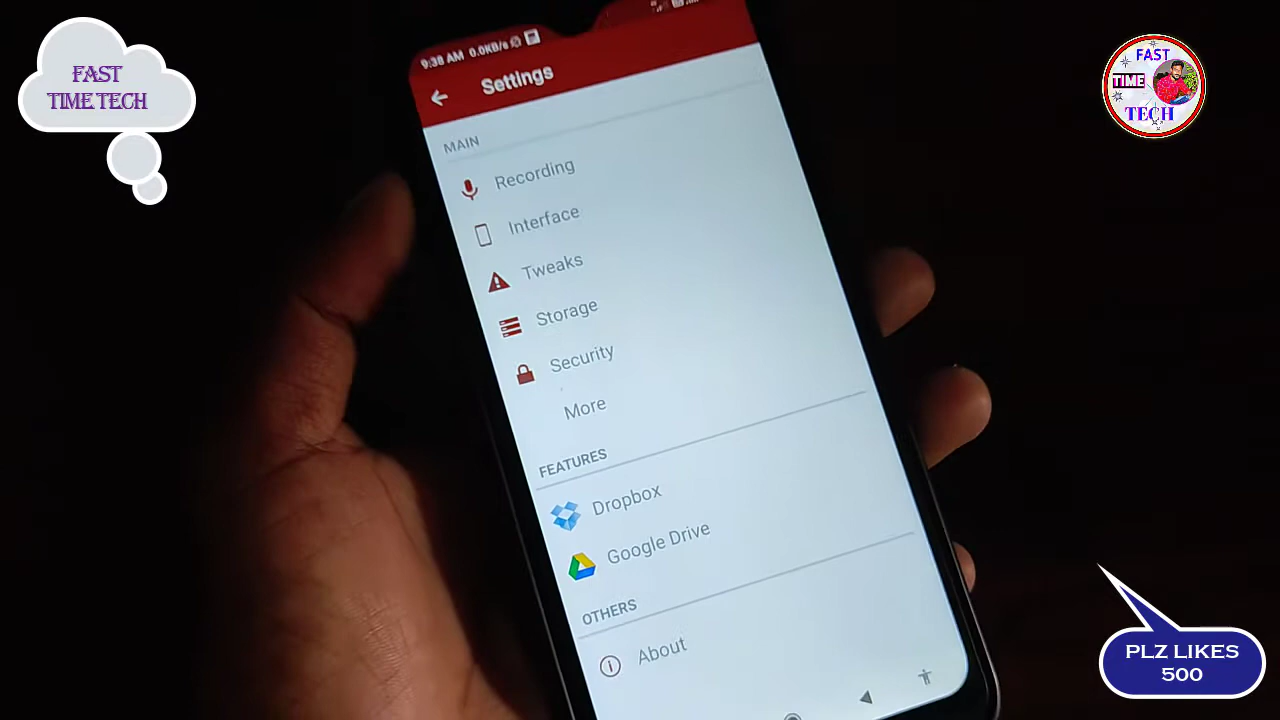 FAST
TIME TECH
FAST
TIME
TECH
9:38 AM 0.0KB/s
Settings
MAIN
Recording
Interface
Tweaks
Storage
Security
More
FEATURES
Dropbox
Google Drive
OTHERS
About
PLZ LIKES
500